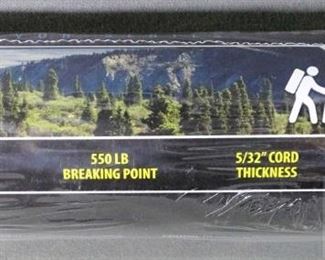 550 LB
BREAKING POINT
5/32" CORD
THICKNESS